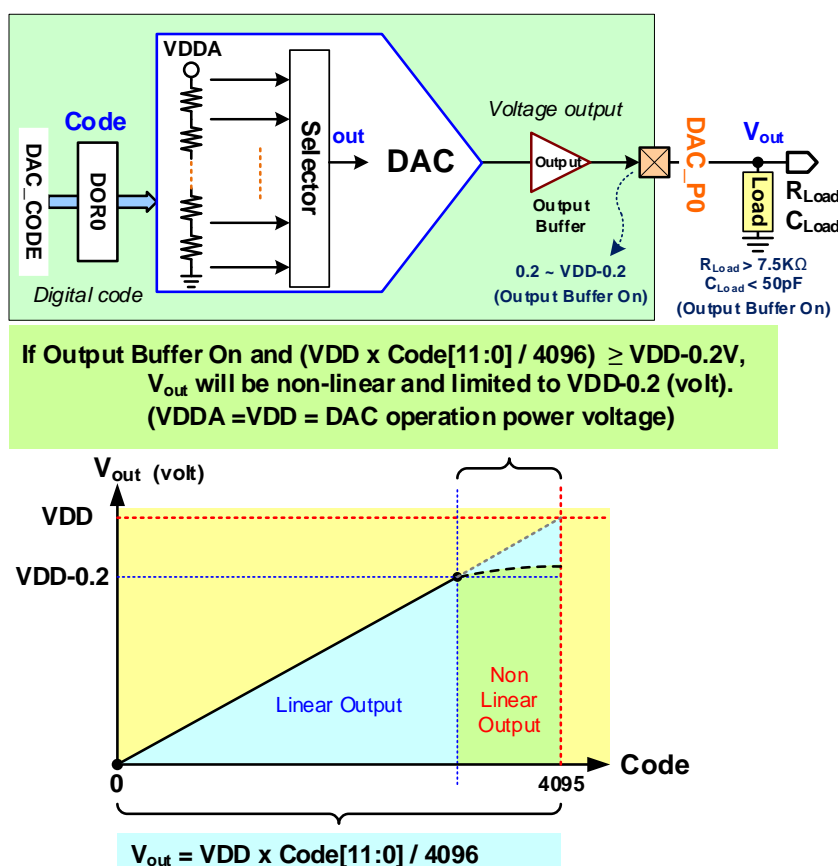 VDDA
Code
DAC_CODE
DOR0
Digital code
Selector
out
DAC
Voltage output
Output
Output
Buffer
0.2 ~ VDD-0.2
(Output Buffer On)
DAC_P0
Vout
Load
RLoad
CLoad
RLoad > 7.5KΩ
CLoad < 50pF
(Output Buffer On)
If Output Buffer On and (VDD x Code[11:0] / 4096) ≥ VDD-0.2V,
Vout will be non-linear and limited to VDD-0.2 (volt).
(VDDA =VDD = DAC operation power voltage)
Vout (volt)
VDD
VDD-0.2
Linear Output
Non
Linear
Output
0
4095
Code
Vout = VDD x Code[11:0] / 4096